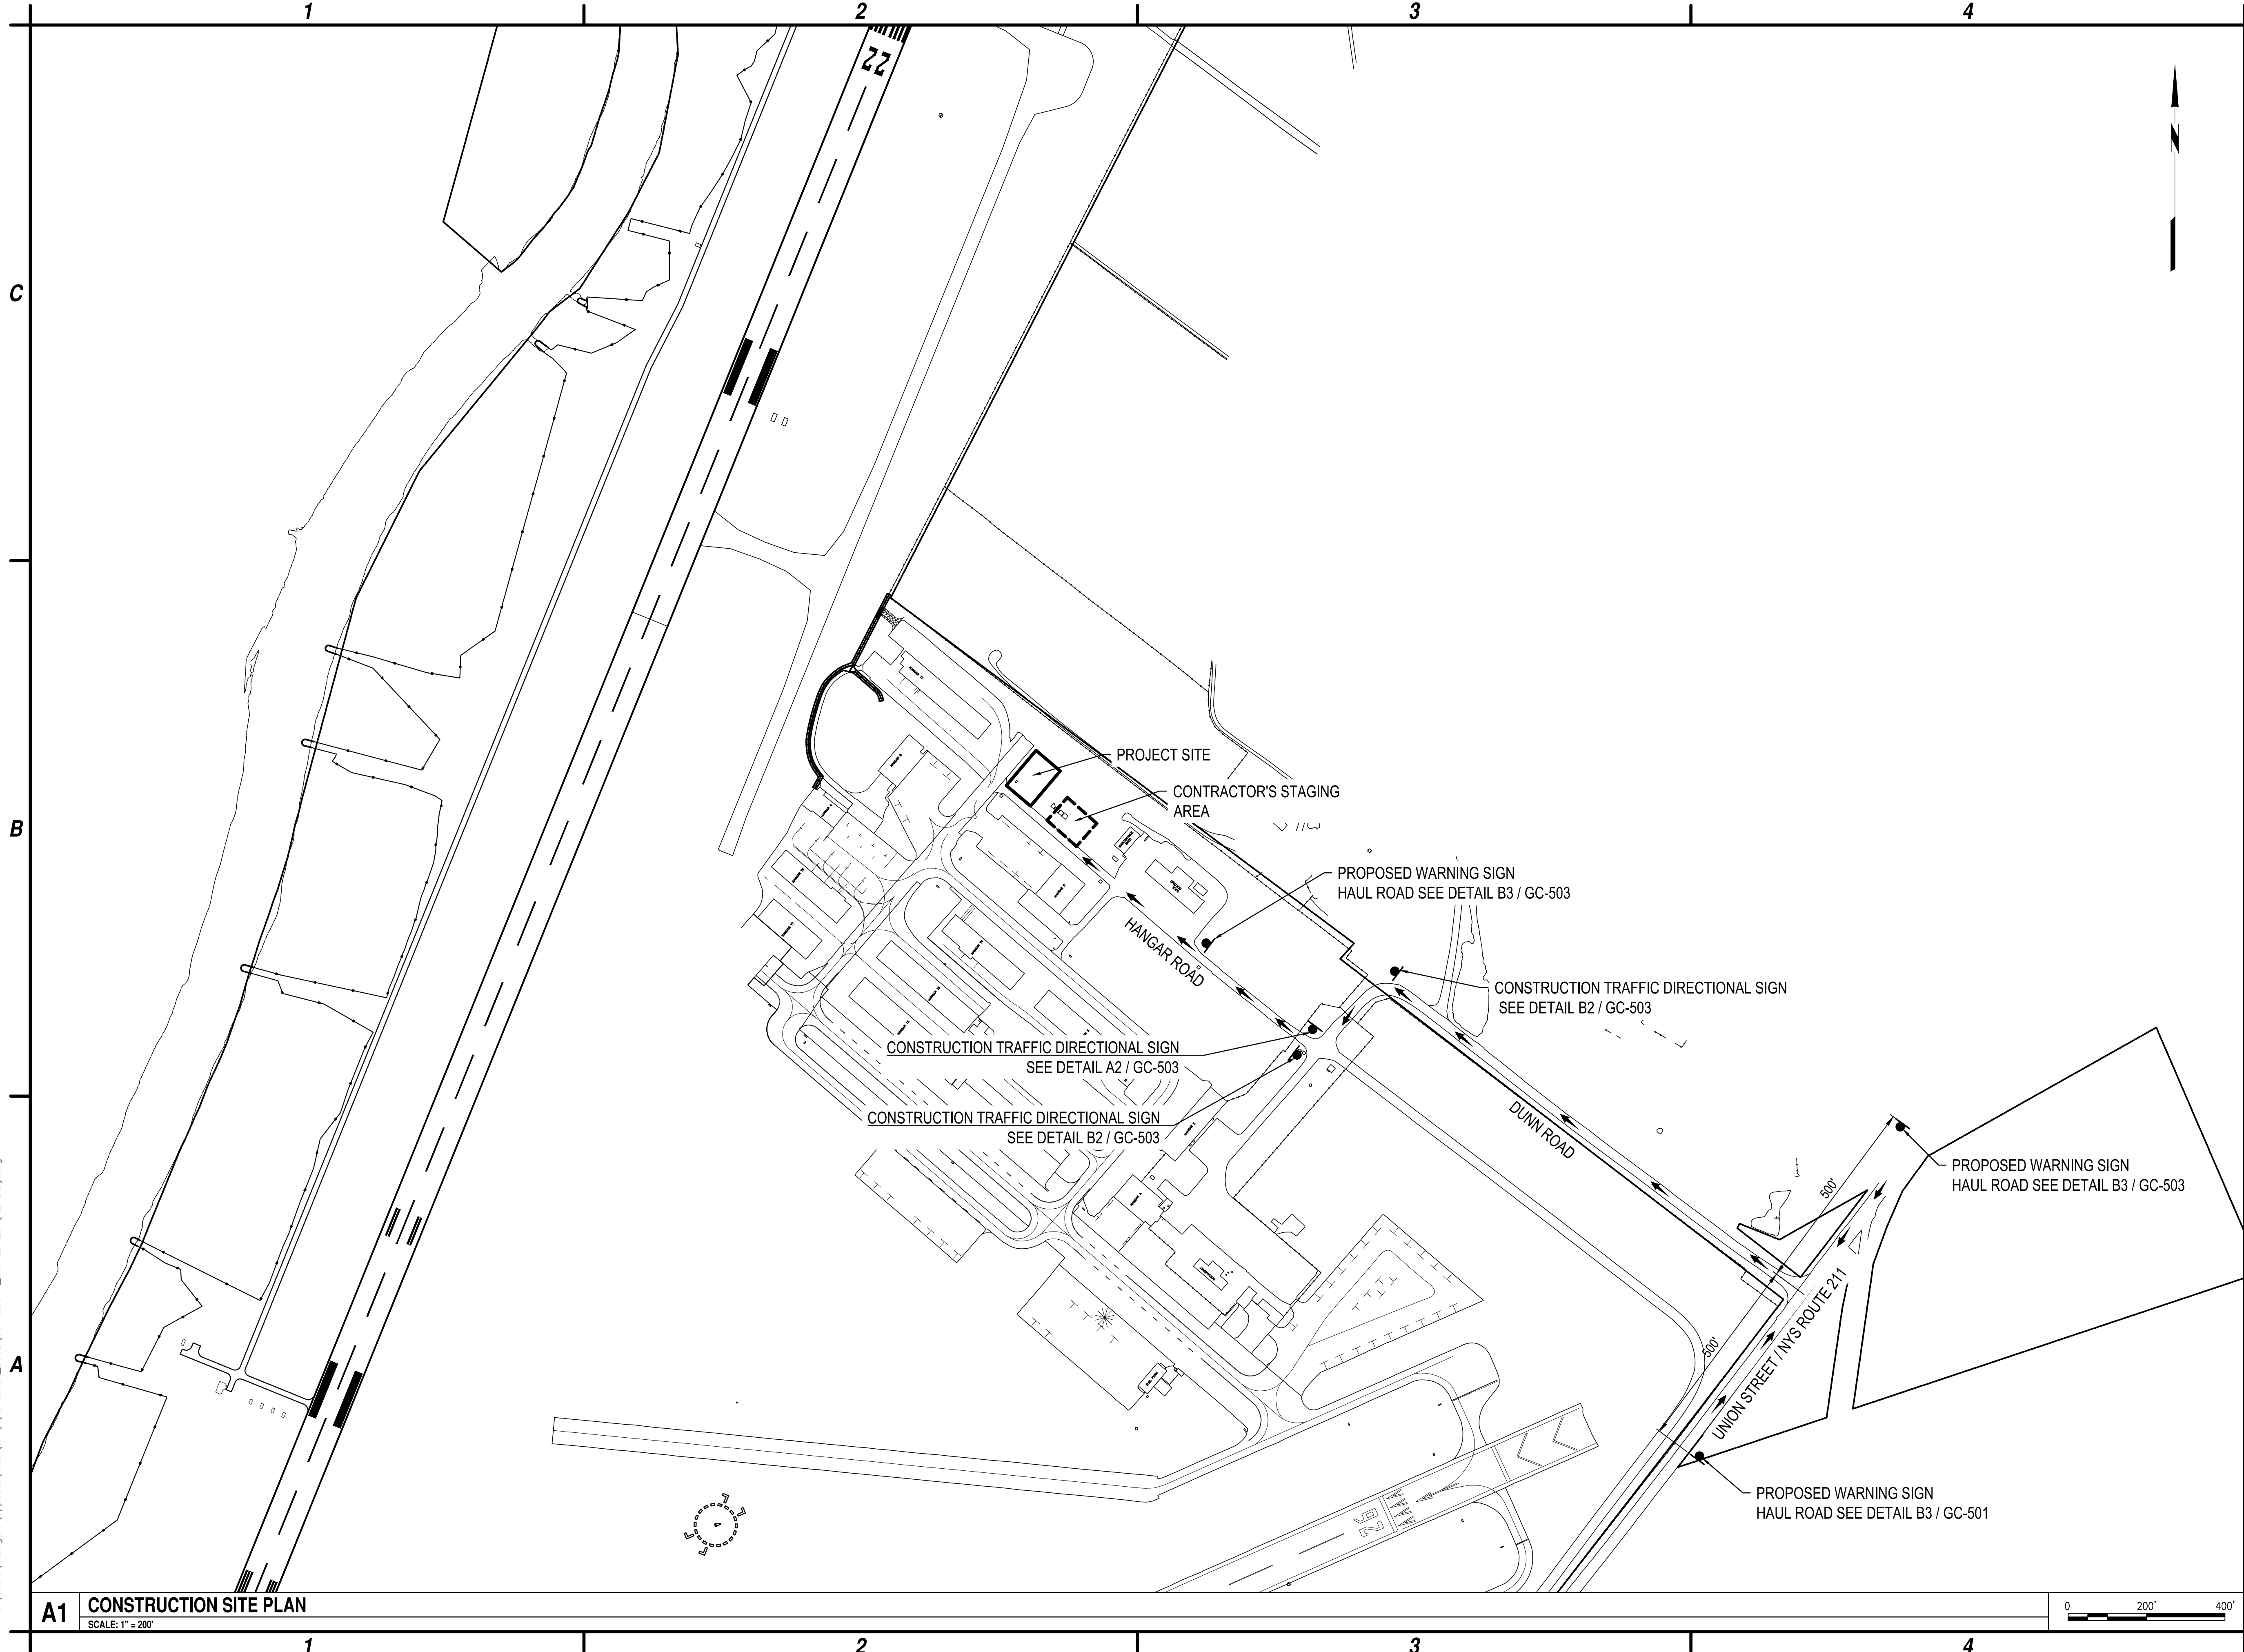 1 2 3 4
22
N
C
PROJECT SITE
CONTRACTOR'S STAGING
AREA
B
PROPOSED WARNING SIGN
HAUL ROAD SEE DETAIL B3 / GC-503
HANGAR ROAD
CONSTRUCTION TRAFFIC DIRECTIONAL SIGN
SEE DETAIL B2 / GC-503
CONSTRUCTION TRAFFIC DIRECTIONAL SIGN
SEE DETAIL A2 / GC-503
CONSTRUCTION TRAFFIC DIRECTIONAL SIGN
SEE DETAIL B2 / GC-503
DUNN ROAD
PROPOSED WARNING SIGN
HAUL ROAD SEE DETAIL B3 / GC-503
500'
500'
UNION STREET / NYS ROUTE 211
A
PROPOSED WARNING SIGN
HAUL ROAD SEE DETAIL B3 / GC-501
26
A1 CONSTRUCTION SITE PLAN
SCALE: 1" = 200'
0 200' 400'
1 2 3 4